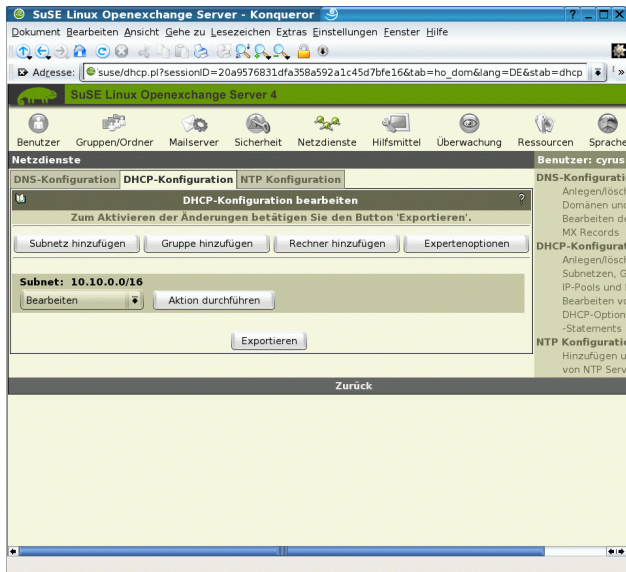 SuSE Linux Openexchange Server - Konqueror
Dokument Bearbeiten Ansicht Gehe zu Lesezeichen Extras Einstellungen Fenster Hilfe
Adresse: suse/dhcp.pl?sessionID=20a9576831dfa358a592a1c45d7bfe16&tab=ho_dom&lang=DE&stab=dhcp
SuSE Linux Openexchange Server 4
Benutzer Gruppen/Ordner Mailserver Sicherheit Netzdienste Hilfsmittel Überwachung Ressourcen Sprache
Netzdienste
Benutzer: cyrus
DNS-Konfiguration DHCP-Konfiguration NTP Konfiguration
DHCP-Konfiguration bearbeiten ?
Zum Aktivieren der Änderungen betätigen Sie den Button 'Exportieren'.
Subnetz hinzufügen Gruppe hinzufügen Rechner hinzufügen Expertenoptionen
Subnet: 10.10.0.0/16
Bearbeiten Aktion durchführen
Exportieren
DNS-Konfigurati
Anlegen/lösch
Domänen und
Bearbeiten de
MX Records
DHCP-Konfigurat
Anlegen/lösch
Subnetzen, G
IP-Pools und
Bearbeiten vo
DHCP-Option
-Statements
NTP Konfiguratio
Hinzufügen u
von NTP Serv
Zurück